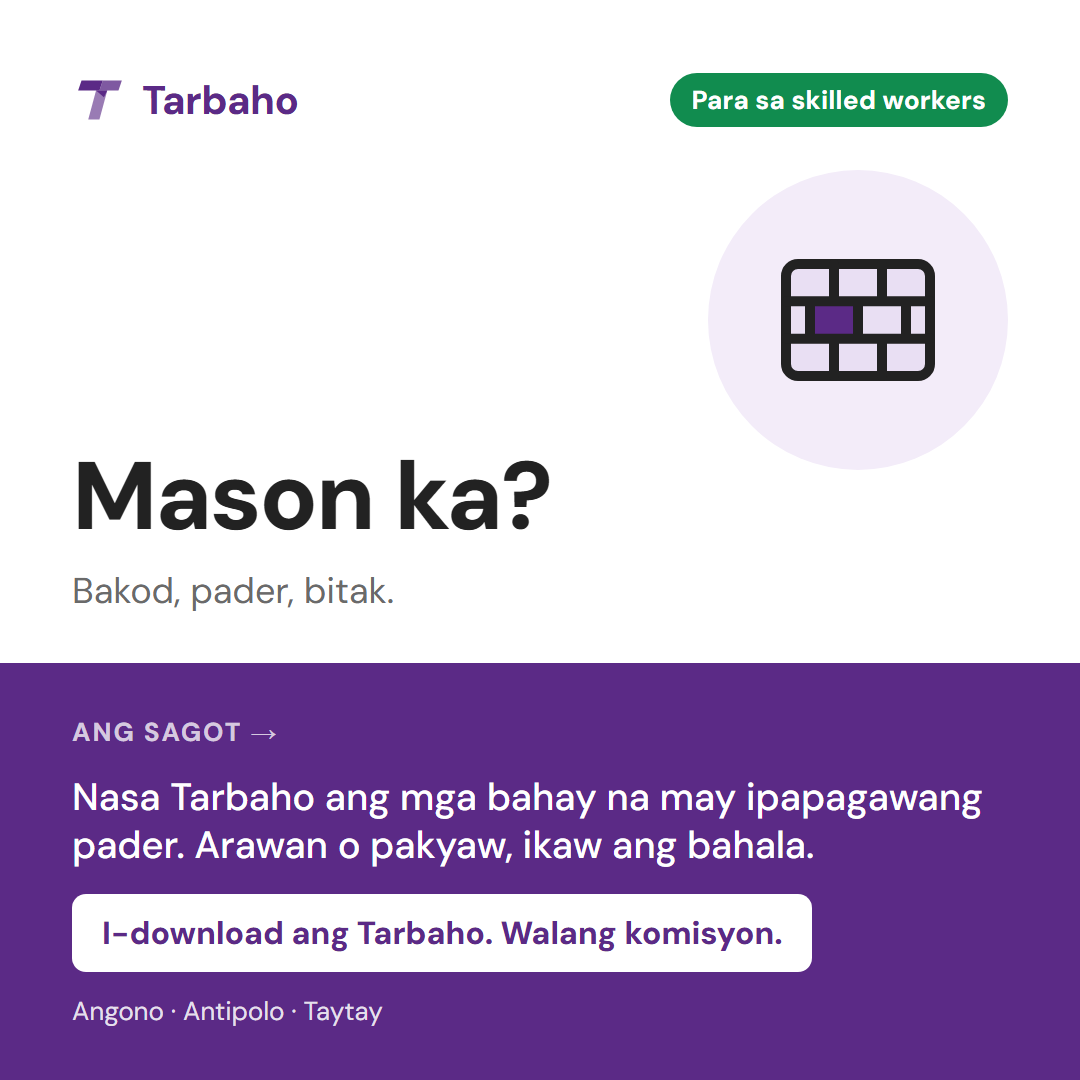 Tarbaho
Para sa skilled workers
Mason ka?
Bakod, pader, bitak.
ANG SAGOT →
Nasa Tarbaho ang mga bahay na may ipapagawang
pader. Arawan o pakyaw, ikaw ang bahala.
I-download ang Tarbaho. Walang komisyon.
Angono · Antipolo · Taytay